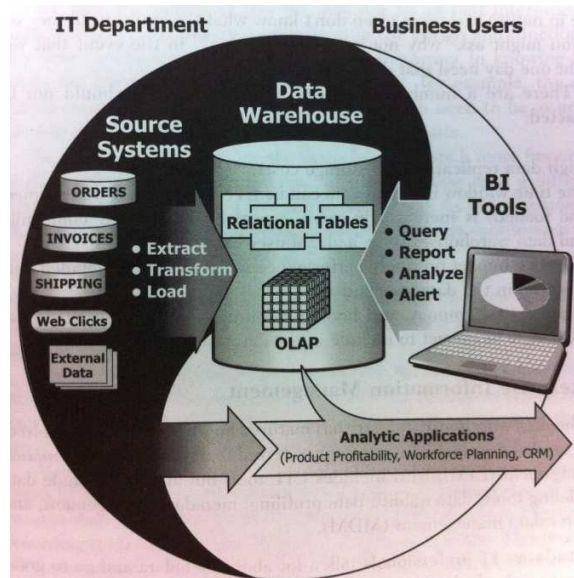 IT Department
Business Users
Data
Warehouse
Source
Systems
ORDERS
INVOICES
SHIPPING
Web Clicks
External
Data
• Extract
• Transform
• Load
Relational Tables
OLAP
BI
Tools
• Query
• Report
• Analyze
• Alert
Analytic Applications
(Product Profitability, Workforce Planning, CRM)